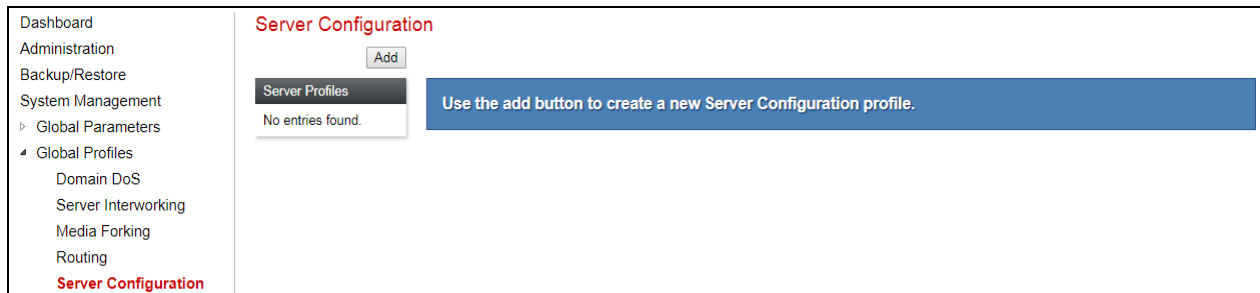 Dashboard
Administration
Backup/Restore
System Management
Global Parameters
Global Profiles
Domain DoS
Server Interworking
Media Forking
Routing
Server Configuration
Server Configuration
Add
Server Profiles
No entries found.
Use the add button to create a new Server Configuration profile.